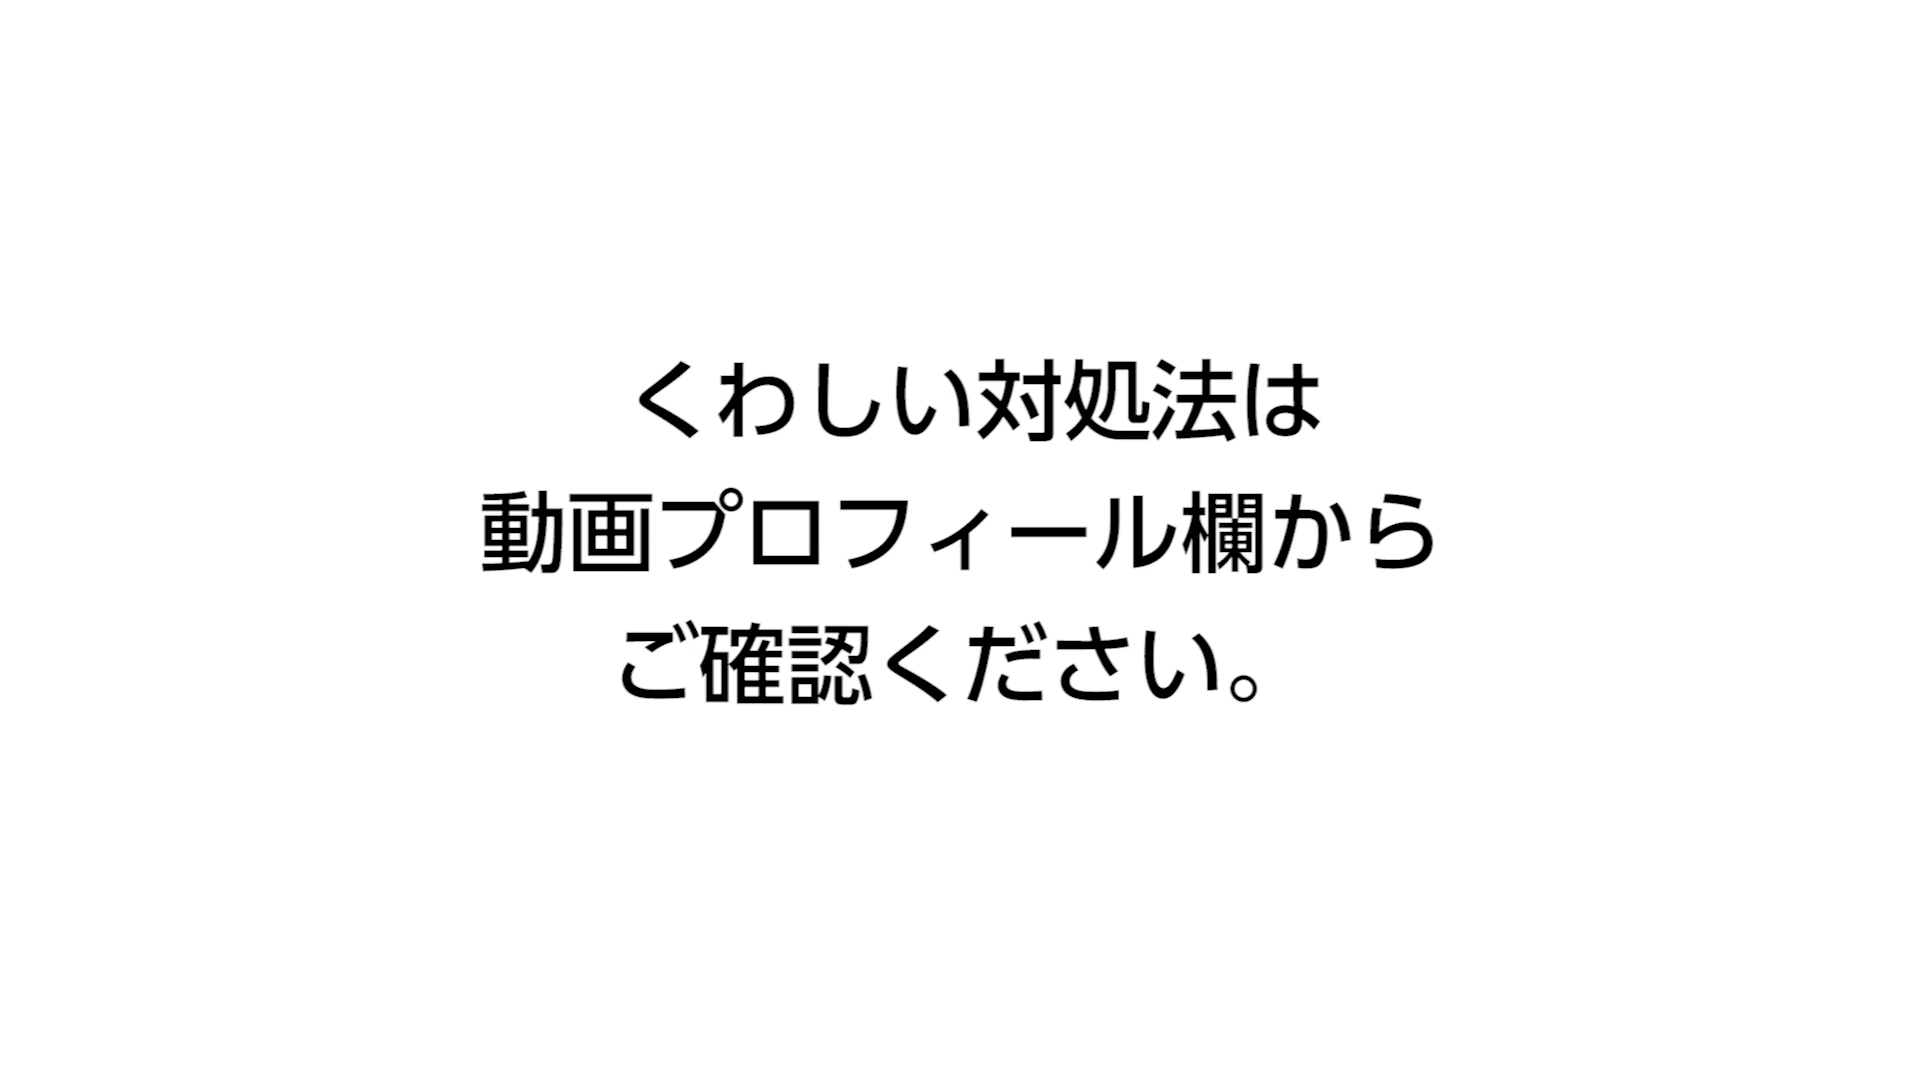 くわしい対処法は
動画プロフィール欄から
ご確認ください。